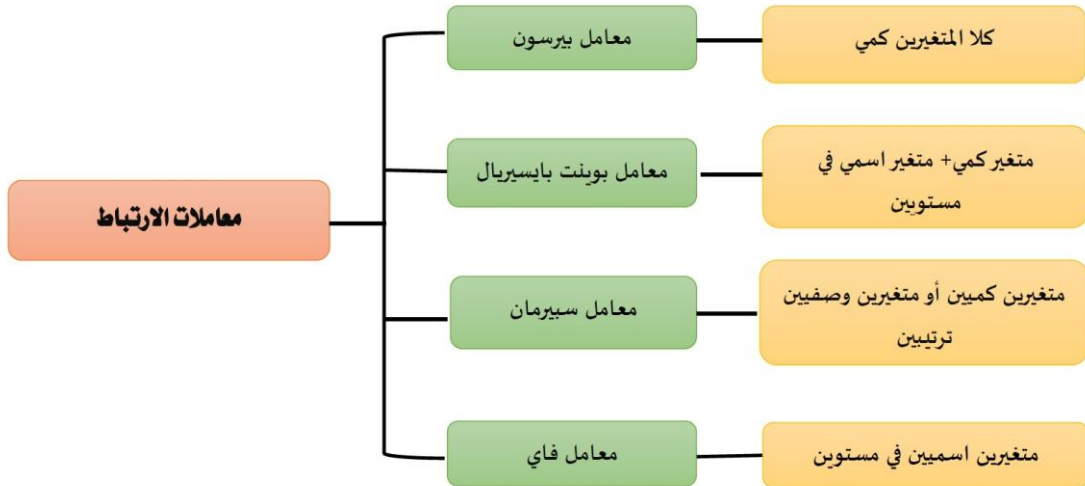 معاملات الارتباط
معامل بيرسون
كلا المتغيرين كمي
معامل بوينت بايسيريال
متغير كمي+ متغير اسمي في
مستويين
معامل سبيرمان
متغيرين كميين أو متغيرين وصفيين
ترتيبين
معامل فاي
متغيرين اسميين في مستوين